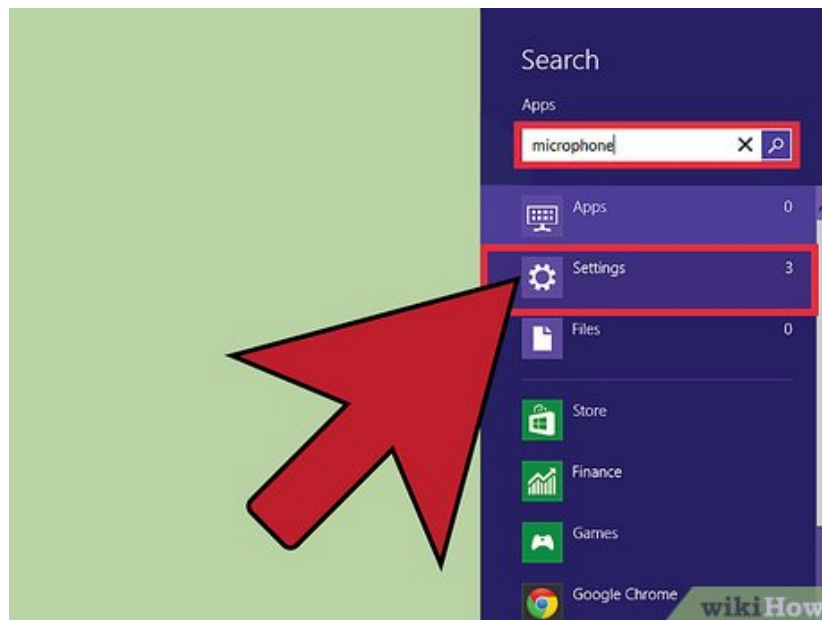 Search
Apps
microphone
Apps 0
Settings 3
Files 0
Store
Finance
Games
Google Chrome
wikiHow